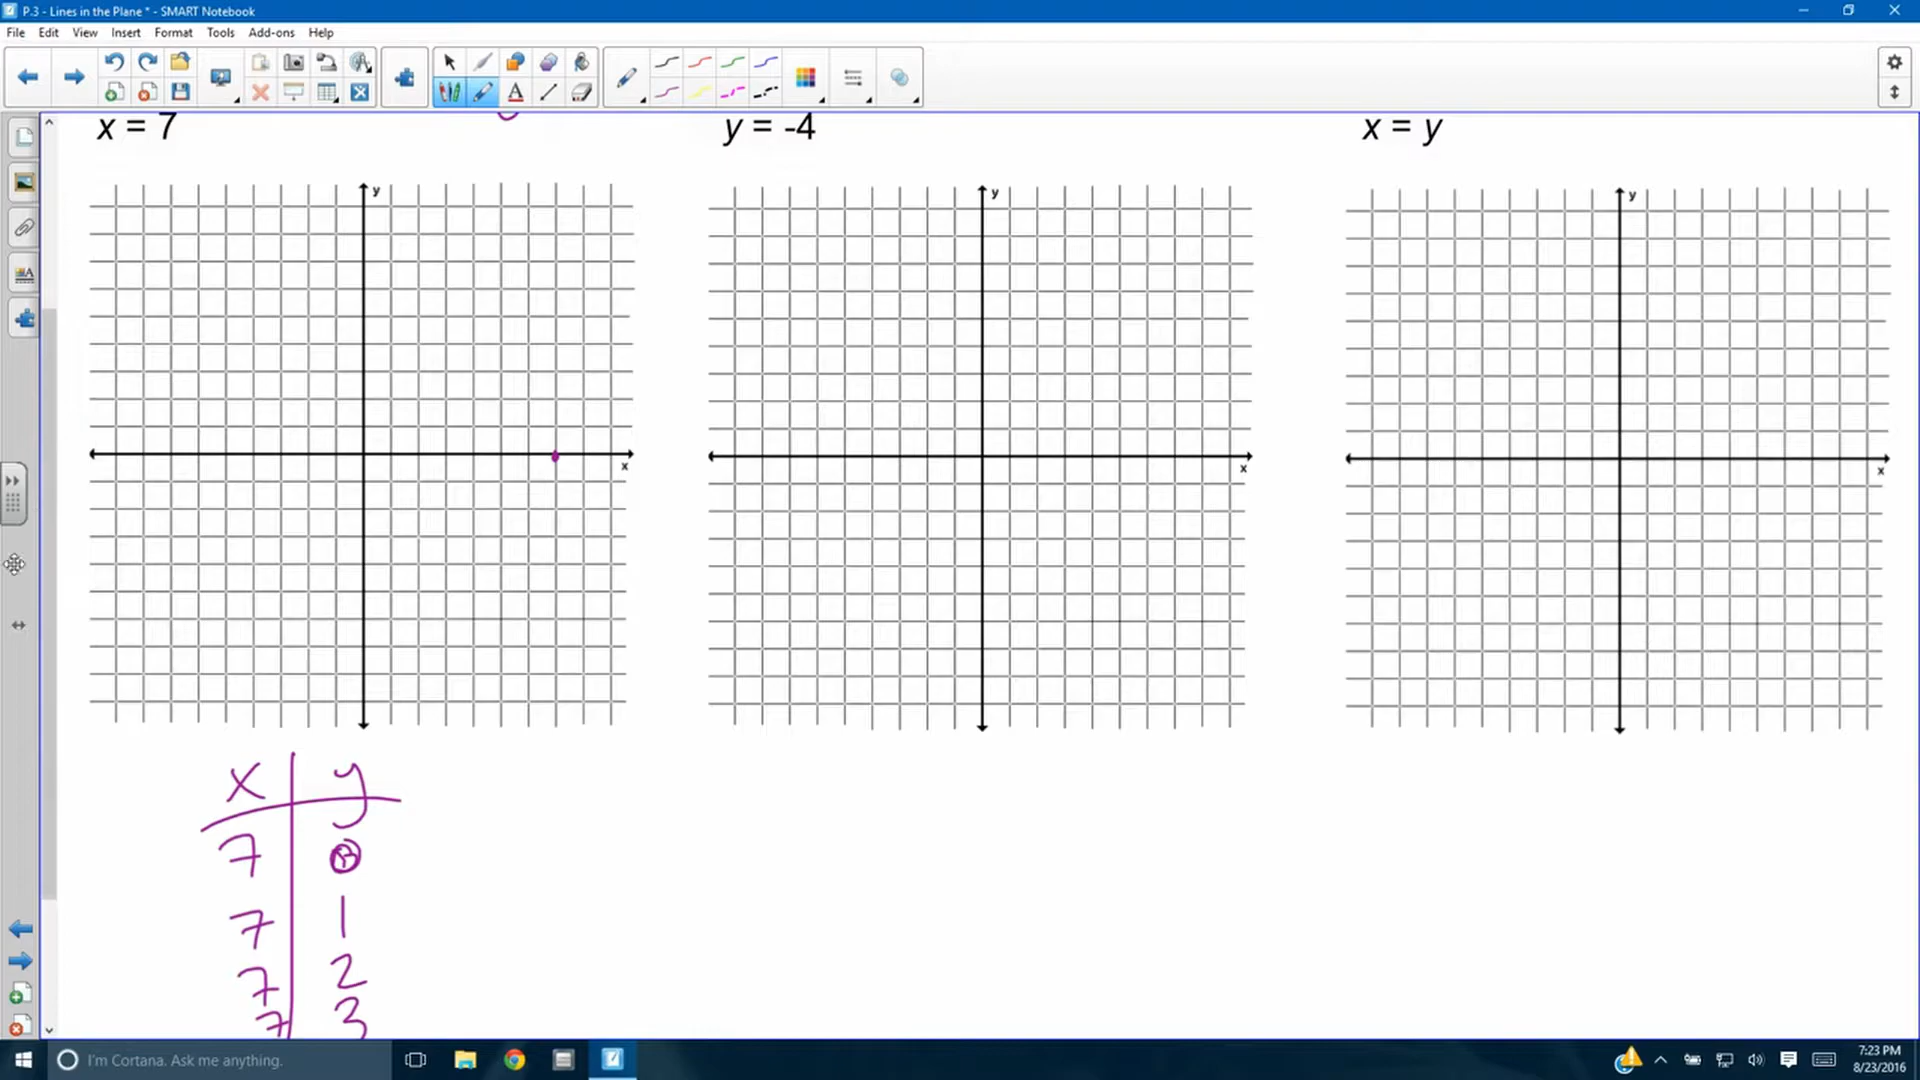 P.3 - Lines in the Plane * - SMART Notebook
File Edit View Insert Format Tools Add-ons Help
x = 7
y = -4
x = y
y
y
y
x
x
x
x y
7
7 1
7 2
7 3
I'm Cortana. Ask me anything.
7:23 PM
8/23/2016